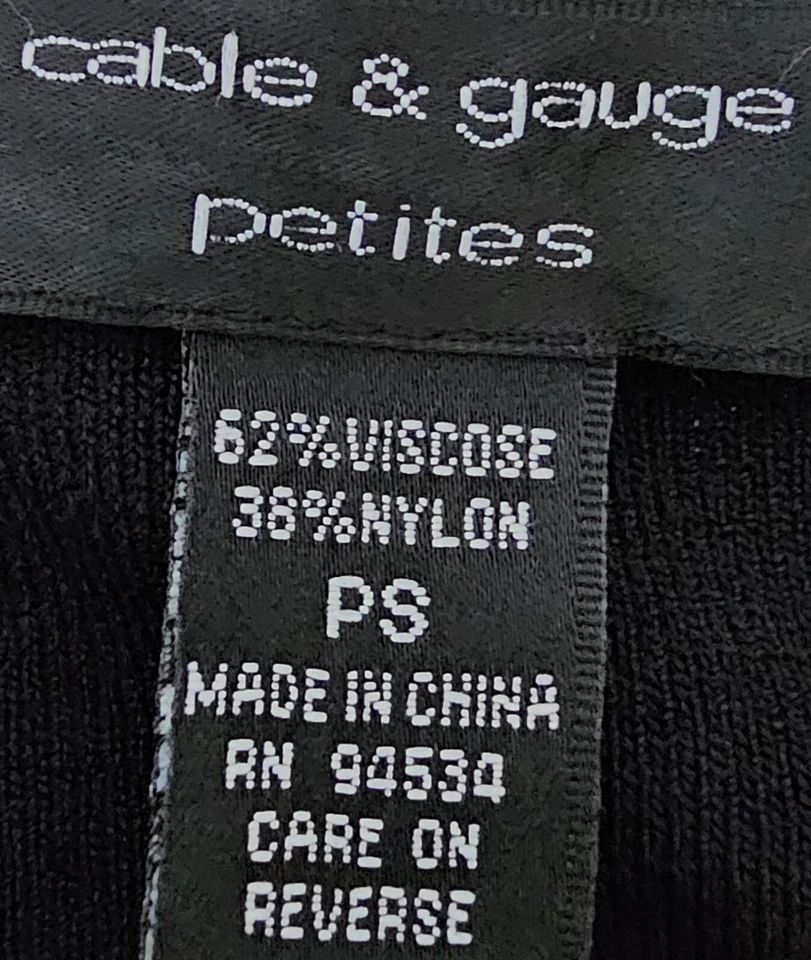 cable & gauge
petites
62%VISCOSE
38%NYLON
PS
MADE IN CHINA
RN 94534
CARE ON
REVERSE